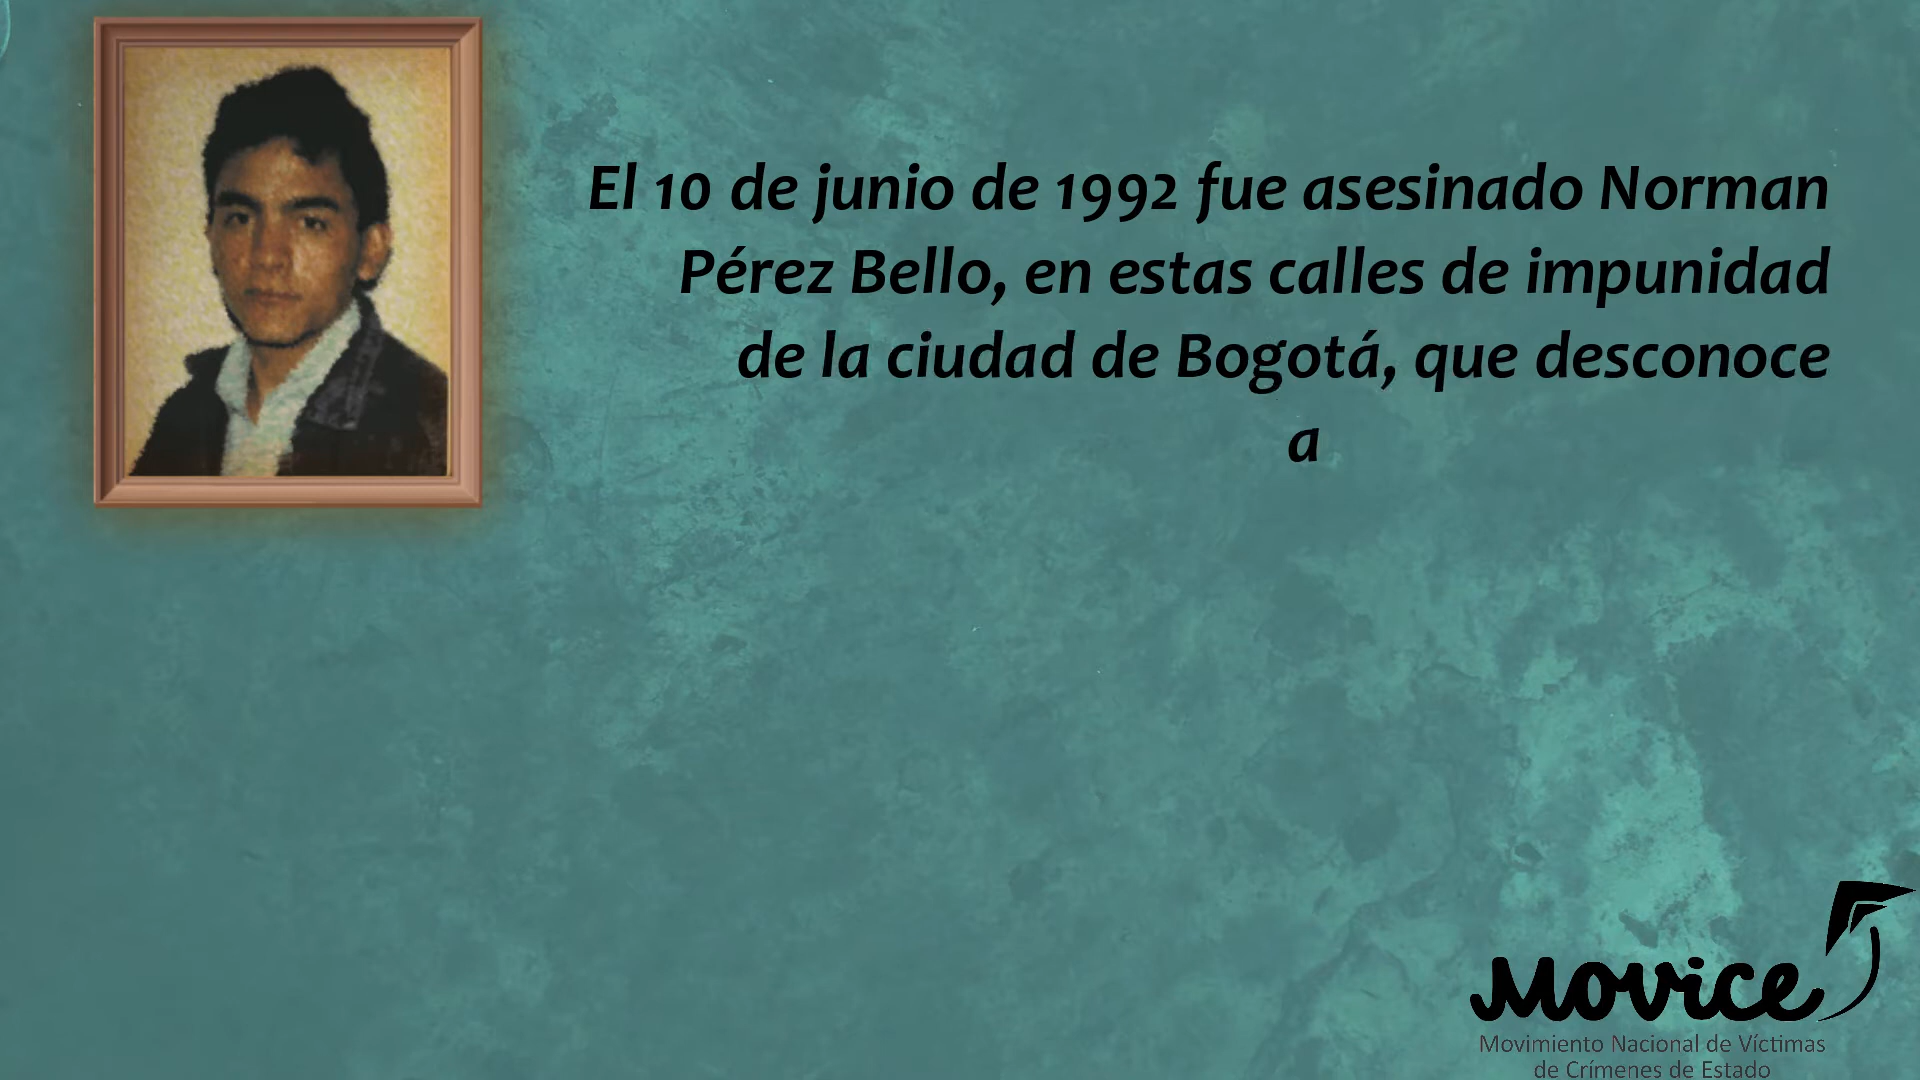 El 10 de junio de 1992 fue asesinado Norman
Pérez Bello, en estas calles de impunidad
de la ciudad de Bogotá, que desconoce
a
Movice
Movimiento Nacional de Víctimas
de Crímenes de Estado